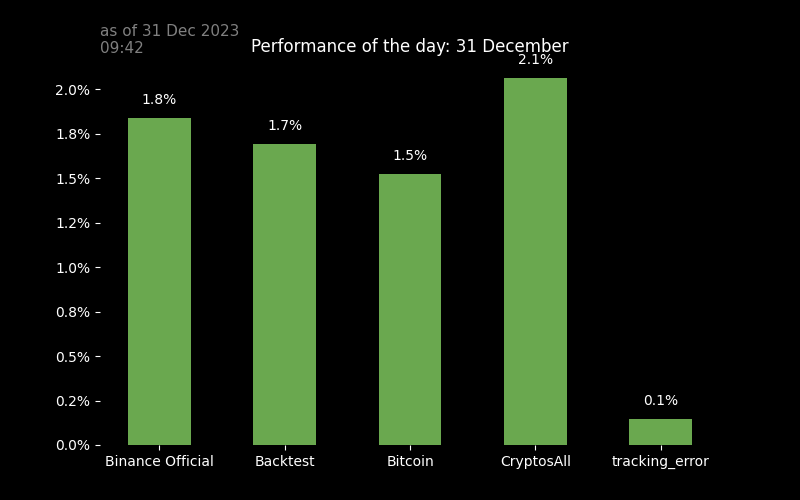 as of 31 Dec 2023
09:42
Performance of the day: 31 December
2.1%
2.0%
1.8%
1.8%
1.7%
1.5%
1.5%
1.2%
1.0%
0.8%
0.5%
0.2%
0.1%
0.0%
Binance Official
Backtest
Bitcoin
CryptosAll
tracking_error